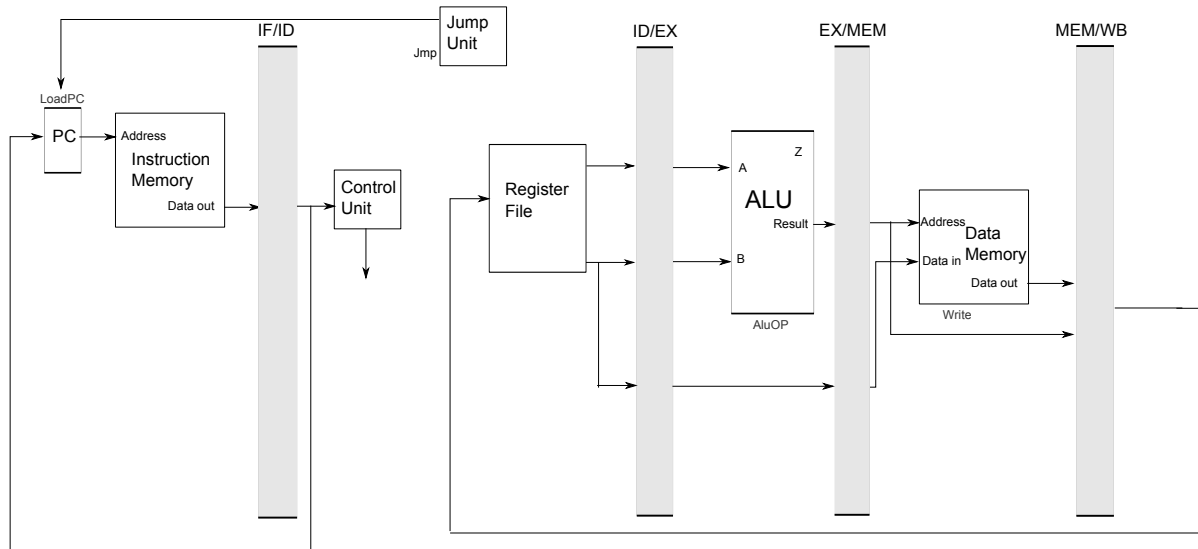 IF/ID
Jump
Unit
Jmp
ID/EX
EX/MEM
MEM/WB
LoadPC
PC
Address
Instruction
Memory
Data out
Control
Unit
Register
File
Z
A
ALU
Result
B
AluOP
Address
Data
Memory
Data in
Data out
Write